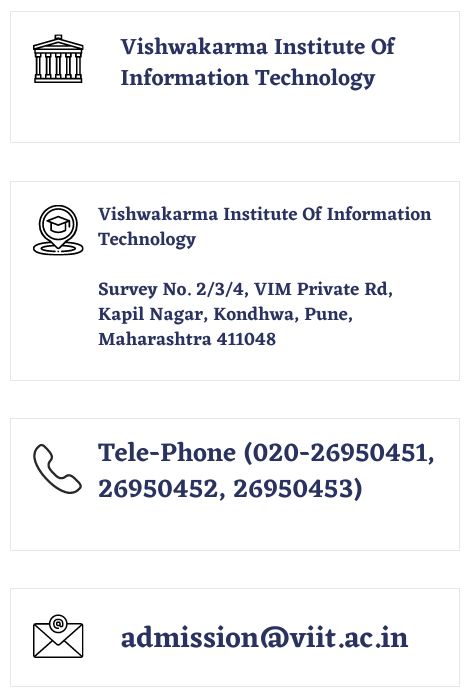 Vishwakarma Institute Of
Information Technology
Vishwakarma Institute Of Information
Technology
Survey No. 2/3/4, VIM Private Rd,
Kapil Nagar, Kondhwa, Pune,
Maharashtra 411048
Tele-Phone (020-26950451,
26950452, 26950453)
@
admission@viit.ac.in